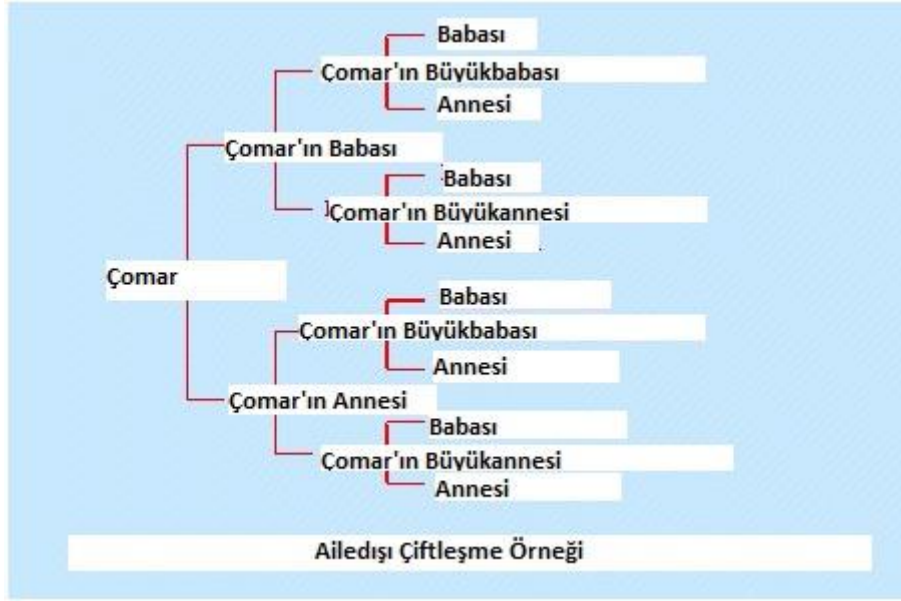 Babası
Çomar'ın Büyükbabası
Annesi
Çomar'ın Babası
Babası
Çomar'ın Büyükannesi
Annesi
Çomar
Babası
Çomar'ın Büyükbabası
Annesi
Çomar'ın Annesi
Babası
Çomar'ın Büyükannesi
Annesi
Ailedışı Çiftleşme Örneği